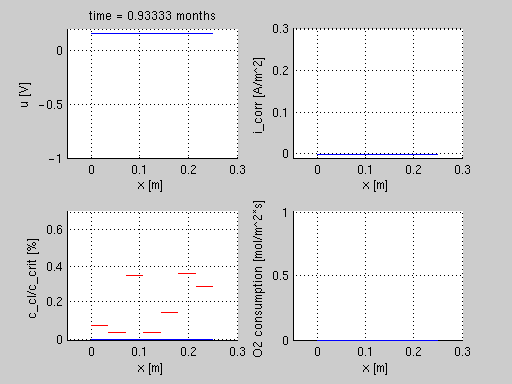 time = 0.93333 months
0
−0.5
−1
u [V]
0 0.1 0.2 0.3
x [m]
0.3
0.2
0.1
0
i_corr [A/m^2]
0 0.1 0.2 0.3
x [m]
0.6
0.4
0.2
0
c_cl/c_crit [%]
0 0.1 0.2 0.3
x [m]
1
0.5
0
O2 consumption [mol/m^2*s]
0 0.1 0.2 0.3
x [m]